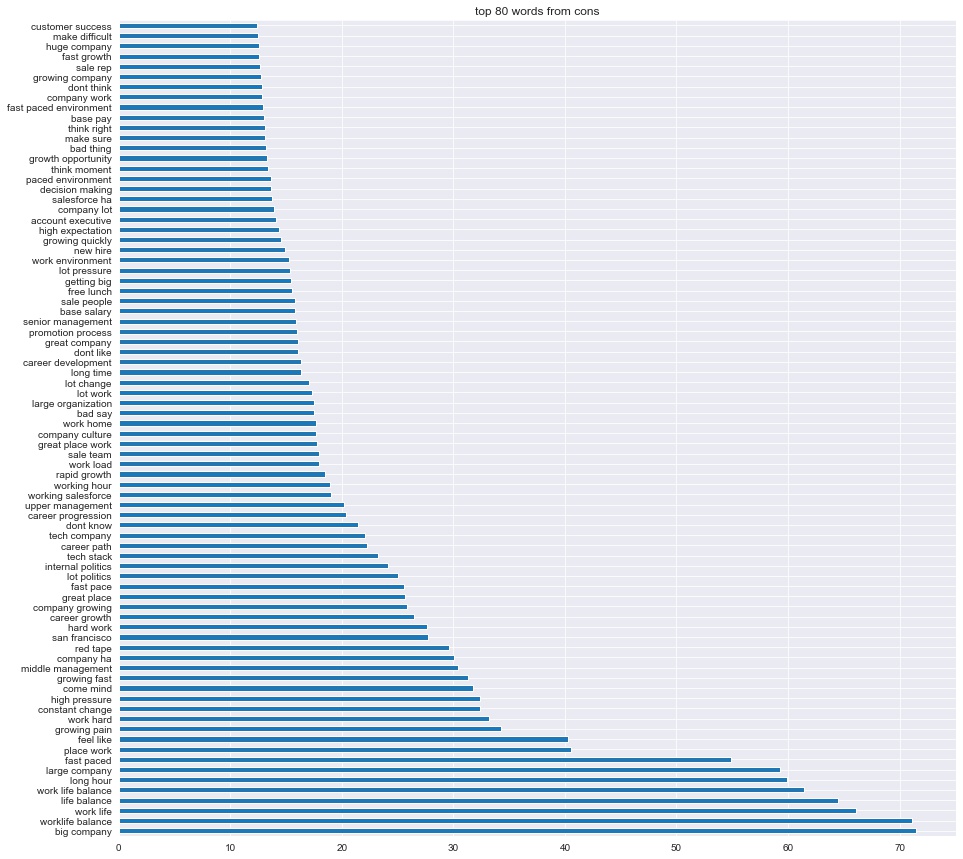 top 80 words from cons
customer success
make difficult
huge company
fast growth
sale rep
growing company
dont think
company work
fast paced environment
base pay
think right
make sure
bad thing
growth opportunity
think moment
paced environment
decision making
salesforce ha
company lot
account executive
high expectation
growing quickly
new hire
work environment
lot pressure
getting big
free lunch
sale people
base salary
senior management
promotion process
great company
dont like
career development
long time
lot change
lot work
large organization
bad say
work home
company culture
great place work
sale team
work load
rapid growth
working hour
working salesforce
upper management
career progression
dont know
tech company
career path
tech stack
internal politics
lot politics
fast pace
great place
company growing
career growth
hard work
san francisco
red tape
company ha
middle management
growing fast
come mind
high pressure
constant change
work hard
growing pain
feel like
place work
fast paced
large company
long hour
work life balance
life balance
work life
worklife balance
big company
0 10 20 30 40 50 60 70